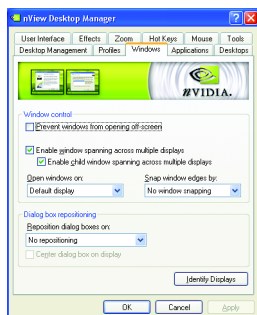 nView Desktop Manager
User Interface Effects Zoom Hot Keys Mouse Tools
Desktop Management Profiles Windows Applications Desktops
nVIDIA.
Window control
Prevent windows from opening off-screen
Enable window spanning across multiple displays
Enable child window spanning across multiple displays
Open windows on: Snap window edges by:
Default display No window snapping
Dialog box repositioning
Reposition dialog boxes on:
No repositioning
Center dialog box on display
Identify Displays
OK Cancel Apply